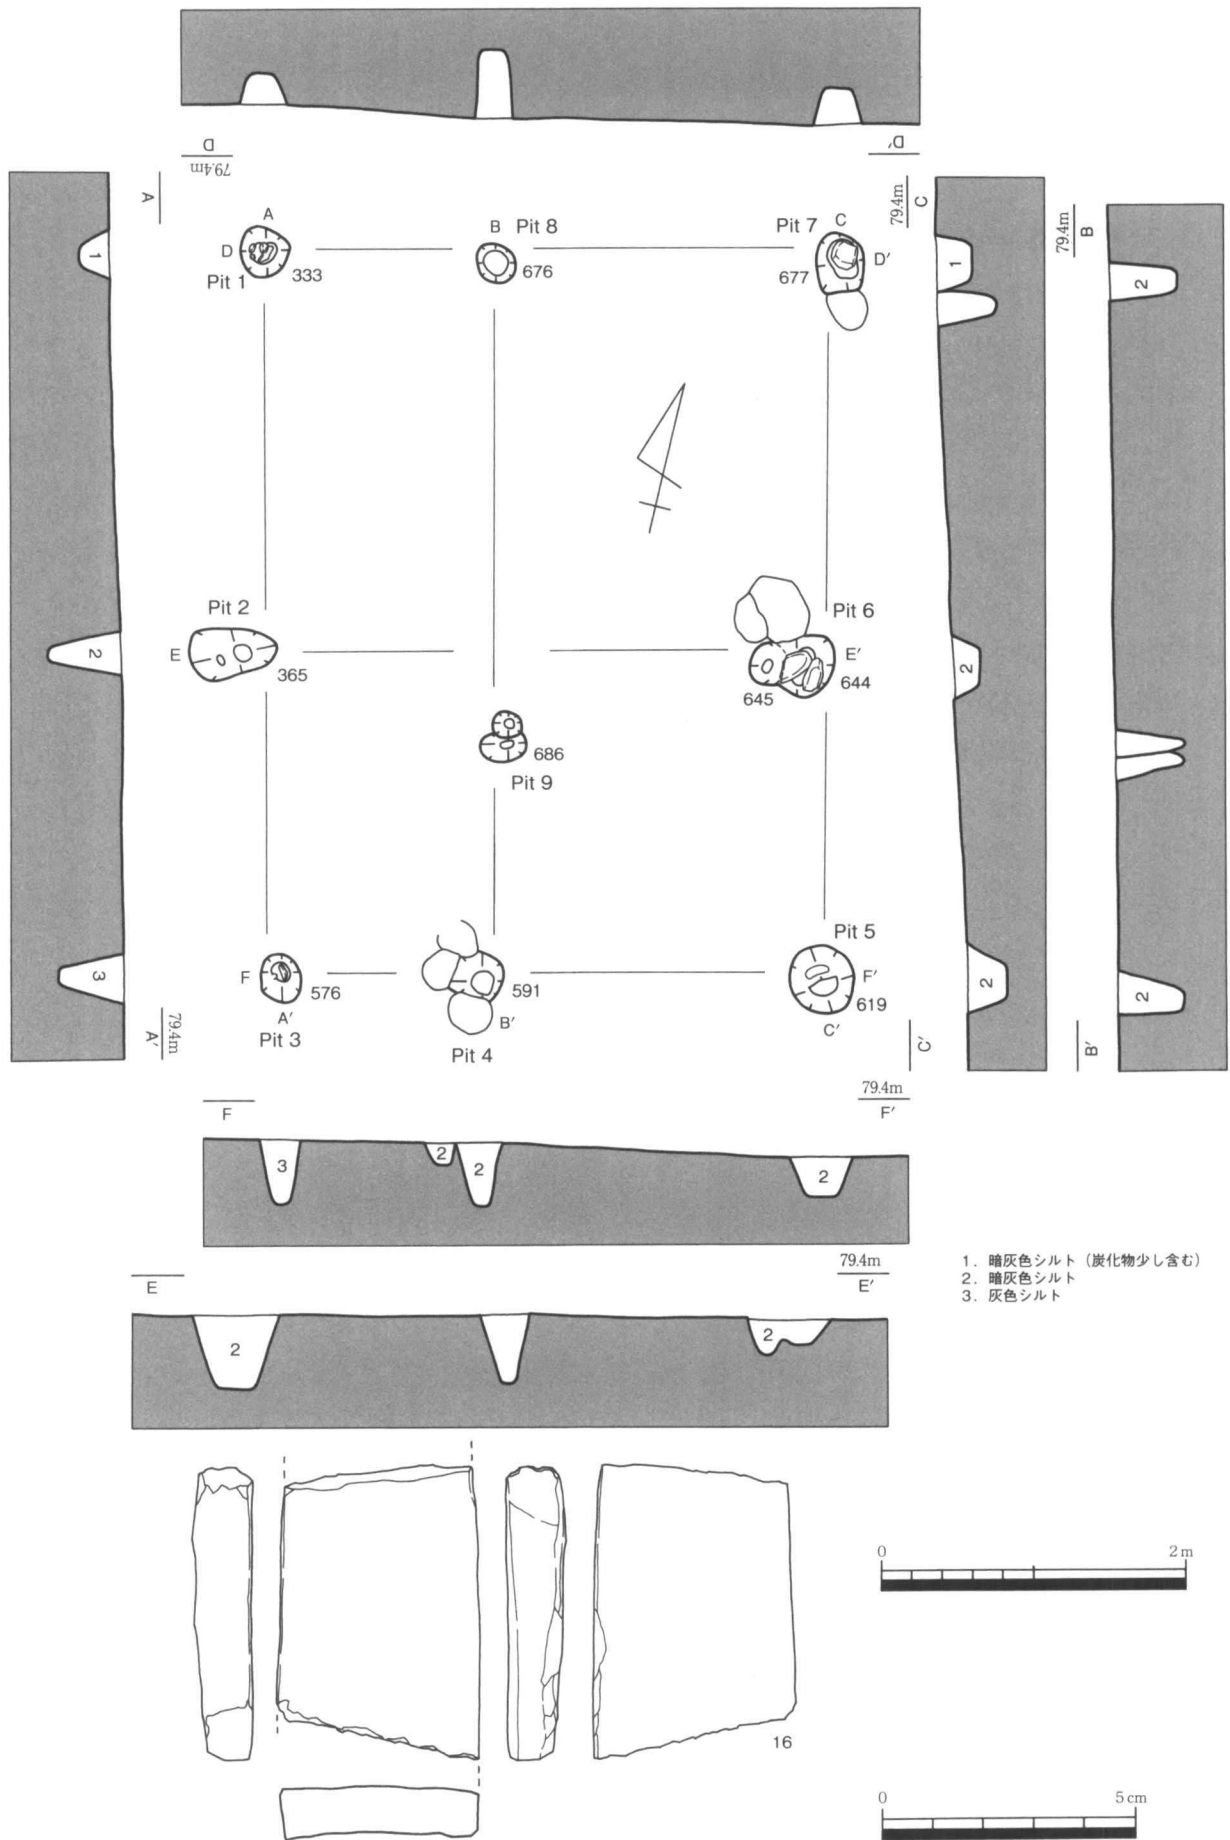 D
79.4m
D'
A
79.4m
C
79.4m
B
A
D
Pit 1
333
B
Pit 8
676
Pit 7
C
D'
677
1
1
2
Pit 2
E
365
Pit 6
E'
645
644
2
2
686
Pit 9
Pit 5
F
576
A'
Pit 3
591
B'
Pit 4
F'
619
C'
3
2
2
A'
79.4m
C'
B'
F
79.4m
F'
3
2
2
2
E
79.4m
E'
2
2
1. 暗灰色シルト（炭化物少し含む）
2. 暗灰色シルト
3. 灰色シルト
16
0 2m
0 5cm